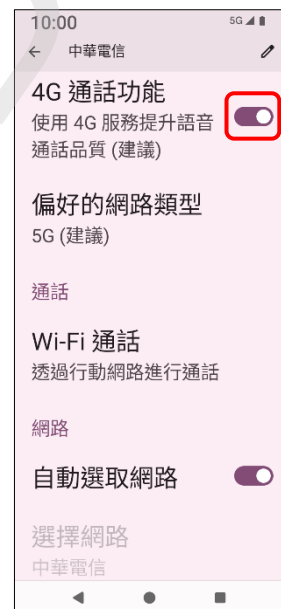 10:00 5G
中華電信
4G 通話功能
使用 4G 服務提升語音
通話品質 (建議)
偏好的網路類型
5G (建議)
通話
Wi-Fi 通話
透過行動網路進行通話
網路
自動選取網路
選擇網路
中華電信